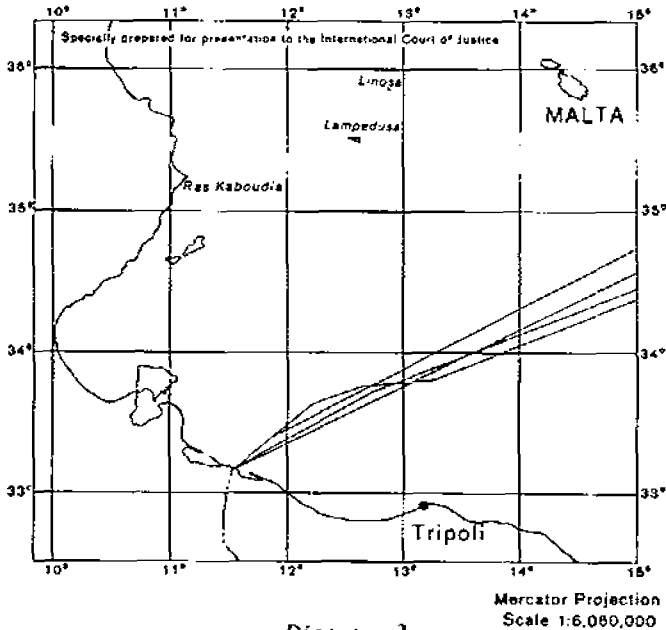 10° 11° 12° 13° 14° 15°
Specially prepared for presentation to the International Court of Justice
36° 36°
Linosa
MALTA
Lampedusa
Ras Kaboudia
35° 35°
34° 34°
33° 33°
Tripoli
10° 11° 12° 13° 14° 15°
Mercator Projection
Scale 1:6,000,000